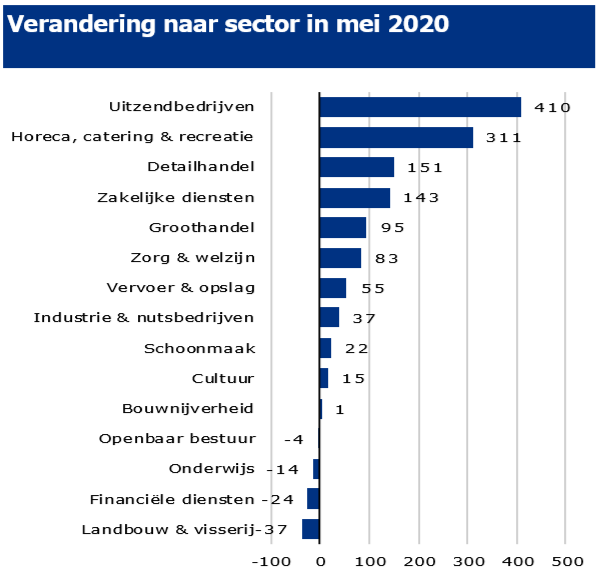 Verandering naar sector in mei 2020
Uitzendbedrijven 410
Horeca, catering & recreatie 311
Detailhandel 151
Zakelijke diensten 143
Groothandel 95
Zorg & welzijn 83
Vervoer & opslag 55
Industrie & nutsbedrijven 37
Schoonmaak 22
Cultuur 15
Bouwnijverheid 1
Openbaar bestuur -4
Onderwijs -14
Financiële diensten -24
Landbouw & visserij -37
-100 0 100 200 300 400 500